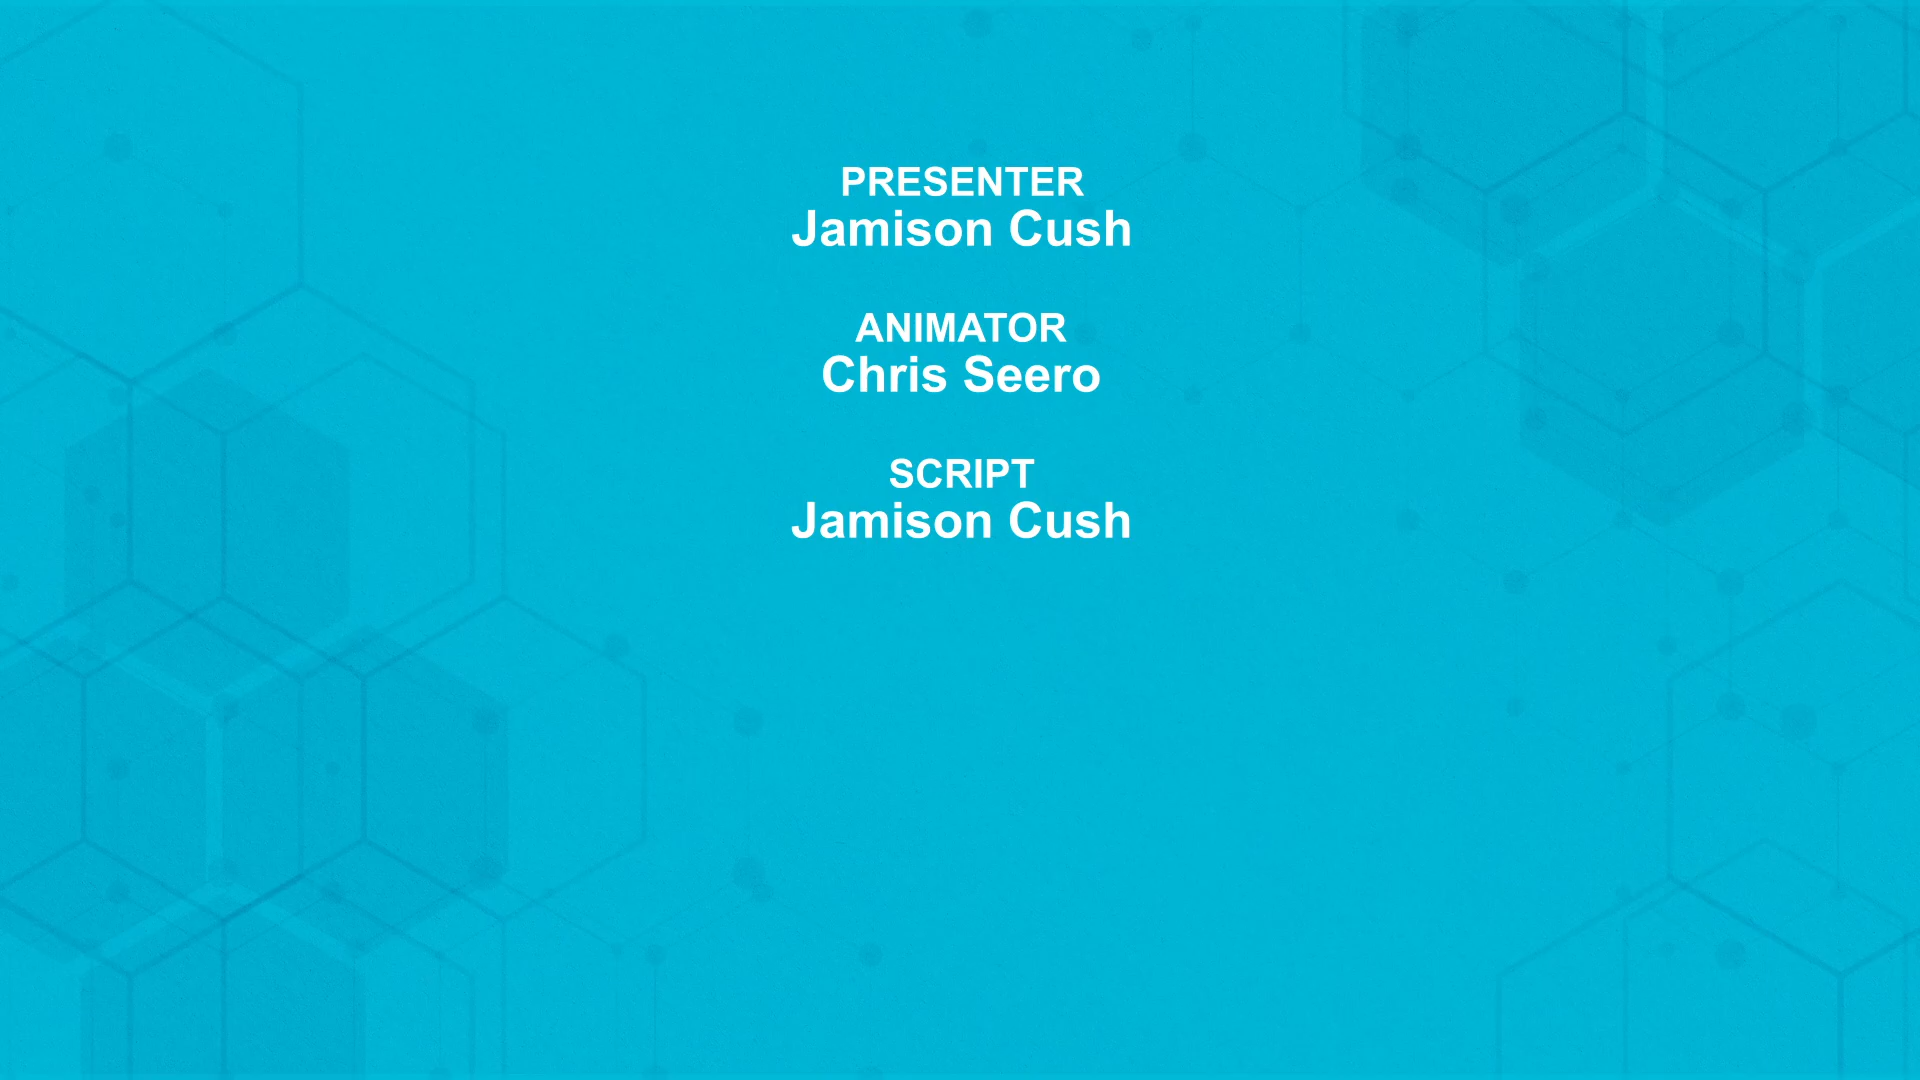 PRESENTER
Jamison Cush
ANIMATOR
Chris Seero
SCRIPT
Jamison Cush